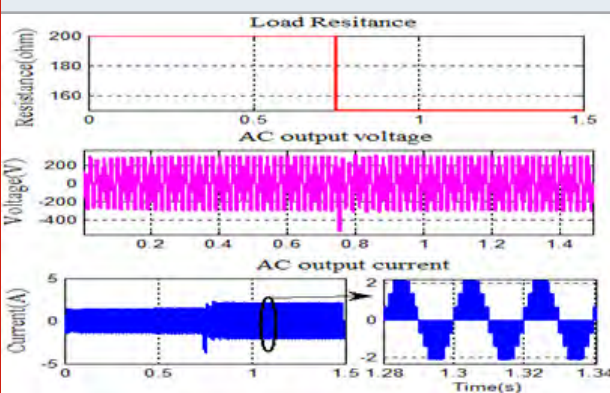 Load Resitance
Resistance(ohm)
200
180
160
0 0.5 1 1.5
AC output voltage
Voltage(V)
200
0
-200
-400
0.2 0.4 0.6 0.8 1 1.2 1.4
AC output current
Current(A)
5
0
-5
0 0.5 1 1.5
2
0
-2
1.28 1.3 1.32 1.34
Time(s)